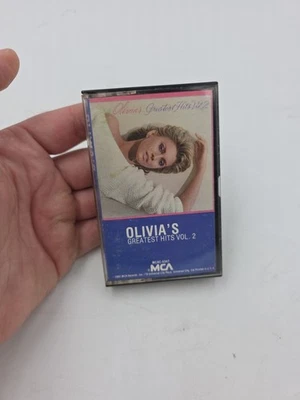 Olivia's Greatest Hits Vol. 2
OLIVIA'S
GREATEST HITS VOL. 2
MCA